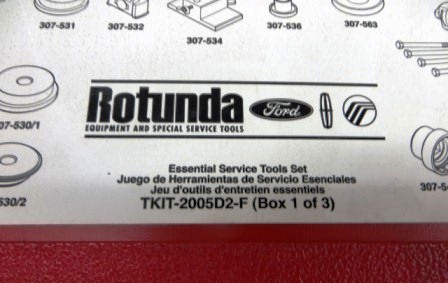 307-531
307-532
307-534
307-536
307-563
07-530/1
530/2
307-5
Rotunda
Ford
EQUIPMENT AND SPECIAL SERVICE TOOLS
Essential Service Tools Set
Juego de Herramientas de Servicio Esenciales
Jeu d'outils d'entretien essentiels
TKIT-2005D2-F (Box 1 of 3)